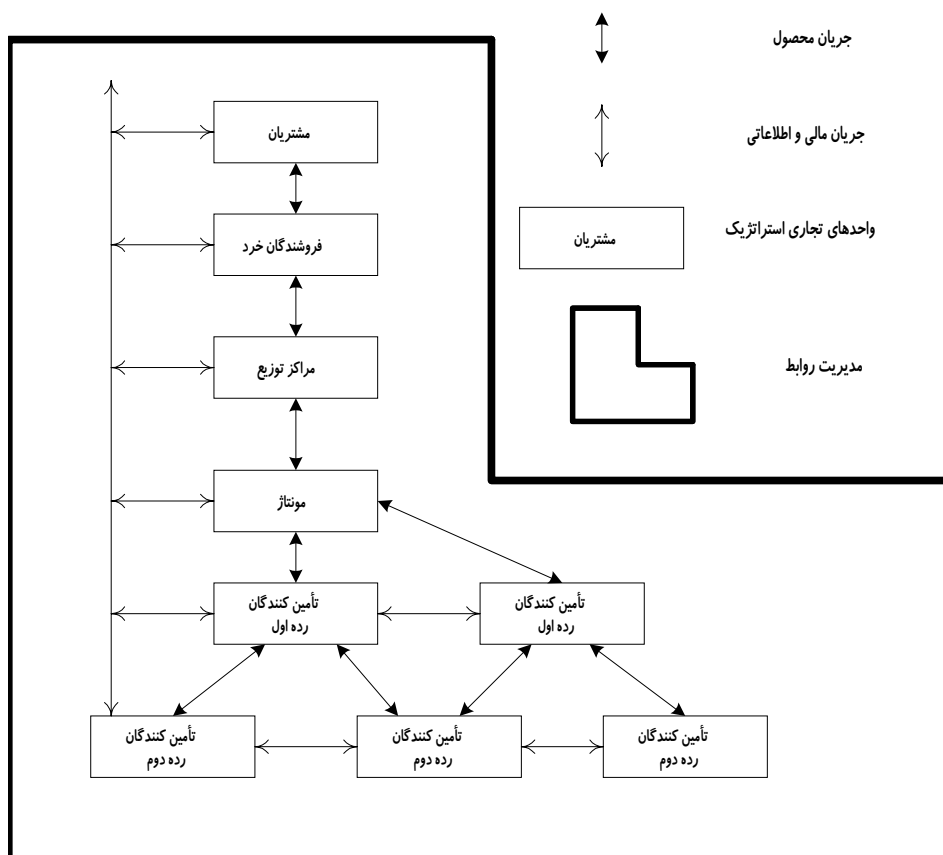 جریان محصول
جریان مالی و اطلاعاتی
واحدهای تجاری استراتژیک
مشتریان
مدیریت روابط
مشتریان
فروشندگان خرد
مراکز توزیع
مونتاژ
تأمین کنندگان
رده اول
تأمین کنندگان
رده اول
تأمین کنندگان
رده دوم
تأمین کنندگان
رده دوم
تأمین کنندگان
رده دوم